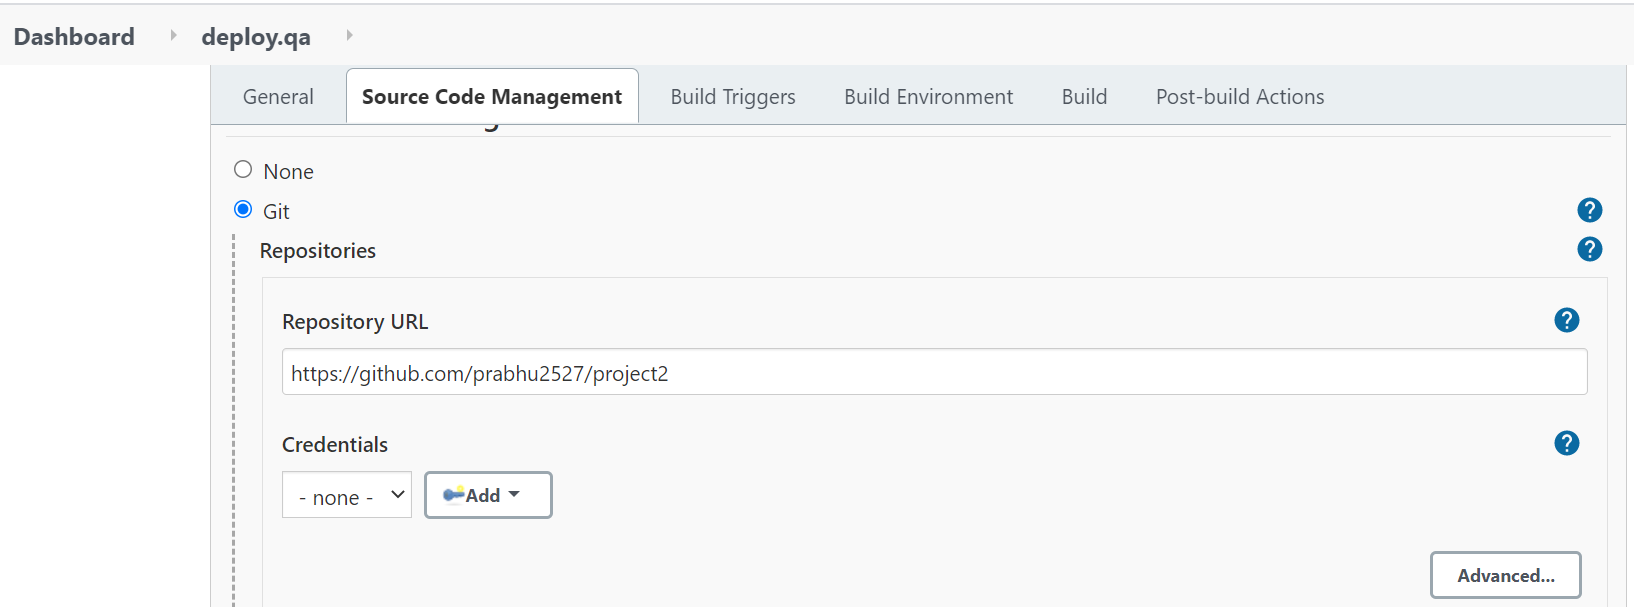 Dashboard deploy.qa
General Source Code Management Build Triggers Build Environment Build Post-build Actions
None
Git
?
Repositories
?
Repository URL
?
https://github.com/prabhu2527/project2
Credentials
?
- none - Add
Advanced...